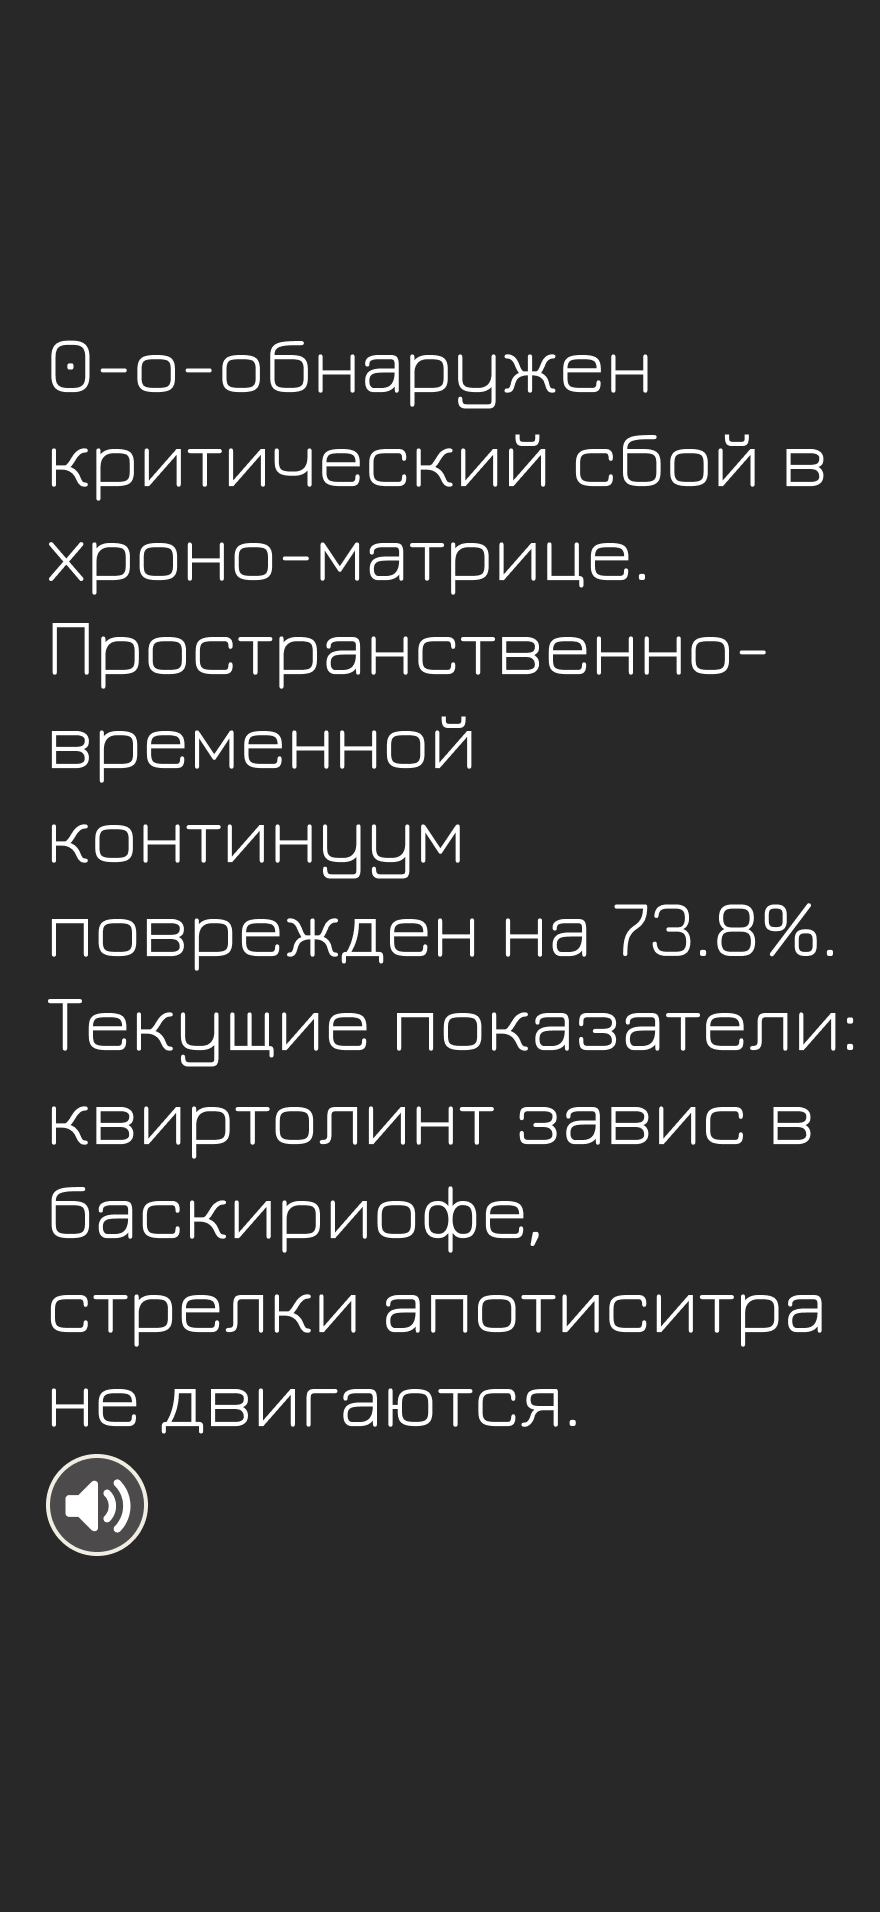 0-о-обнаружен
критический сбой в
хроно-матрице.
Пространственно-
временной
континуум
поврежден на 73.8%.
Текущие показатели:
квиртолинт завис в
баскириофе,
стрелки апотиситра
не двигаются.